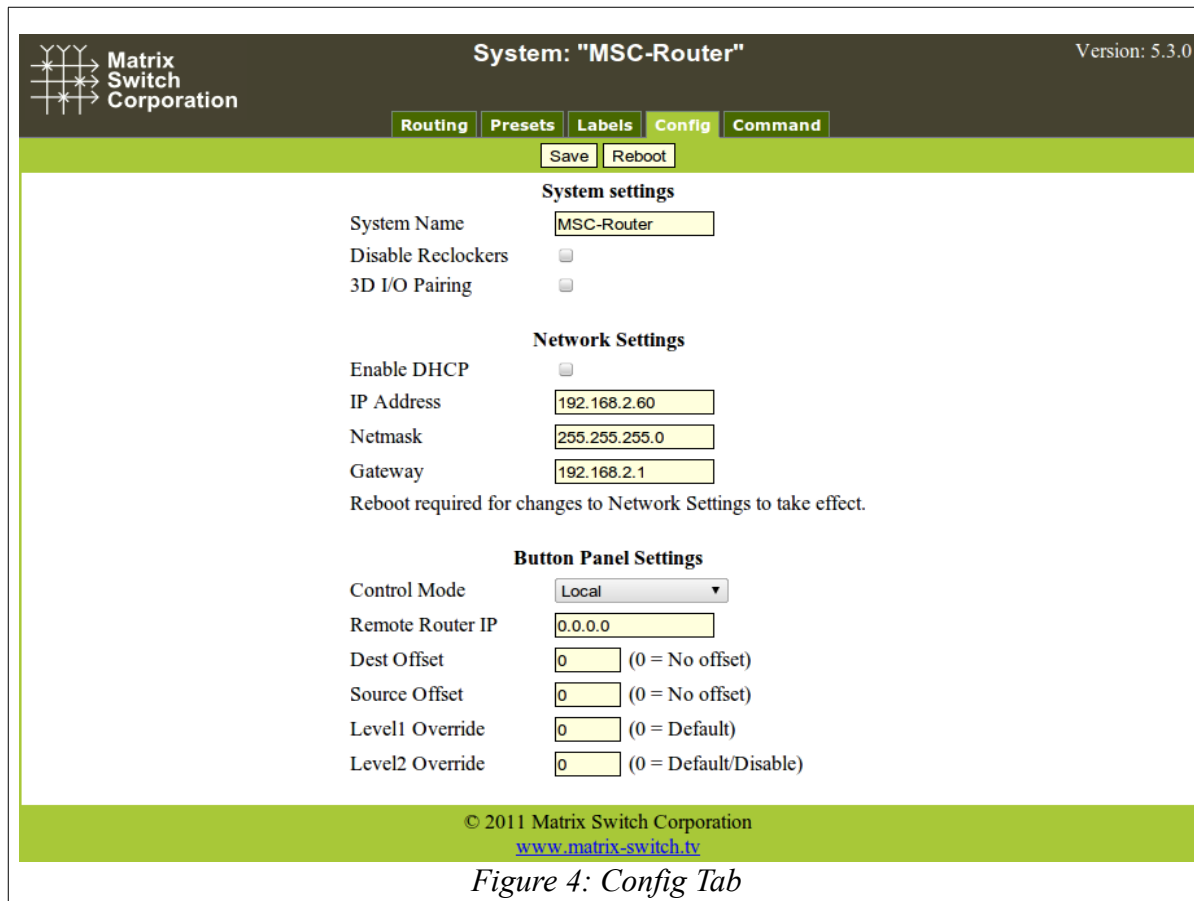 Matrix
Switch
Corporation
System: "MSC-Router"
Version: 5.3.0
Routing Presets Labels Config Command
Save Reboot
System settings
System Name MSC-Router
Disable Reclockers
3D I/O Pairing
Network Settings
Enable DHCP
IP Address 192.168.2.60
Netmask 255.255.255.0
Gateway 192.168.2.1
Reboot required for changes to Network Settings to take effect.
Button Panel Settings
Control Mode Local
Remote Router IP 0.0.0.0
Dest Offset 0 (0 = No offset)
Source Offset 0 (0 = No offset)
Level1 Override 0 (0 = Default)
Level2 Override 0 (0 = Default/Disable)
© 2011 Matrix Switch Corporation
www.matrix-switch.tv
Figure 4: Config Tab